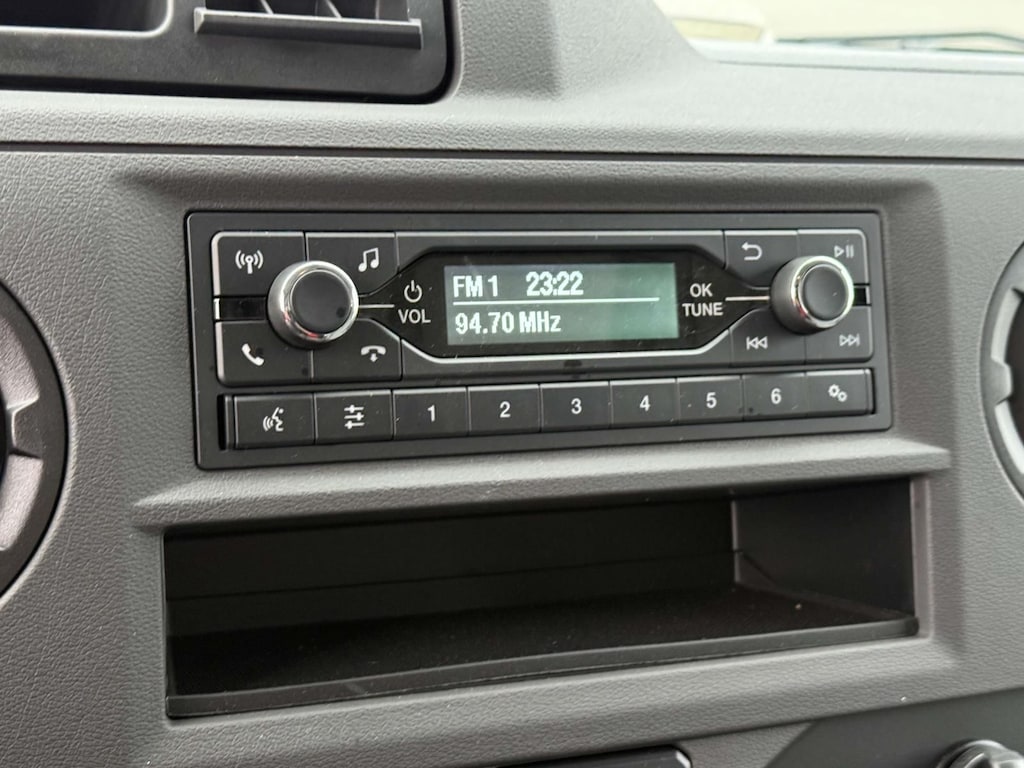 FM 1 23:22
94.70 MHz
VOL
OK
TUNE
1 2 3 4 5 6